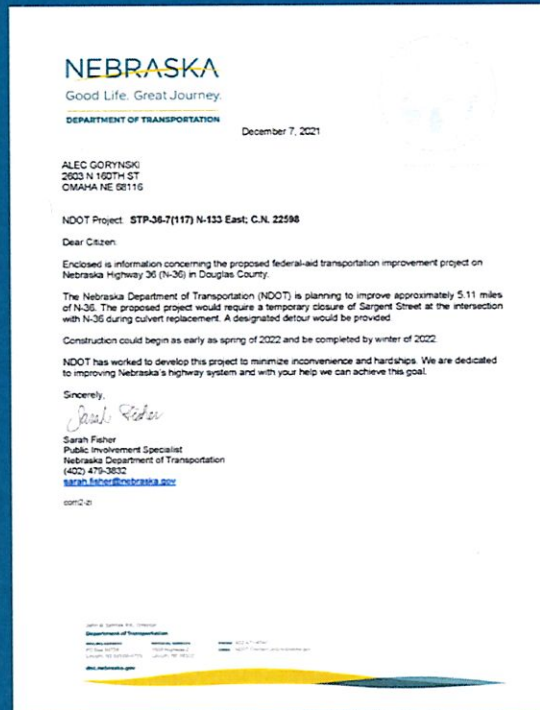 NEBRASKA
Good Life. Great Journey.
DEPARTMENT OF TRANSPORTATION
December 7, 2021
ALEC GORYNSKI
2603 N 160TH ST
OMAHA NE 68116
NDOT Project: STP-36-7(117) N-133 East; C.N. 22598
Dear Citizen:
Enclosed is information concerning the proposed federal-aid transportation improvement project on
Nebraska Highway 36 (N-36) in Douglas County.
The Nebraska Department of Transportation (NDOT) is planning to improve approximately 5.11 miles
of N-36. The proposed project would require a temporary closure of Sargent Street at the intersection
with N-36 during culvert replacement. A designated detour would be provided.
Construction could begin as early as spring of 2022 and be completed by winter of 2022.
NDOT has worked to develop this project to minimize inconvenience and hardships. We are dedicated
to improving Nebraska's highway system and with your help we can achieve this goal.
Sincerely,
Sarah Fisher
Sarah Fisher
Public Involvement Specialist
Nebraska Department of Transportation
(402) 479-3832
sarah.fisher@nebraska.gov
Department of Transportation
dot.nebraska.gov